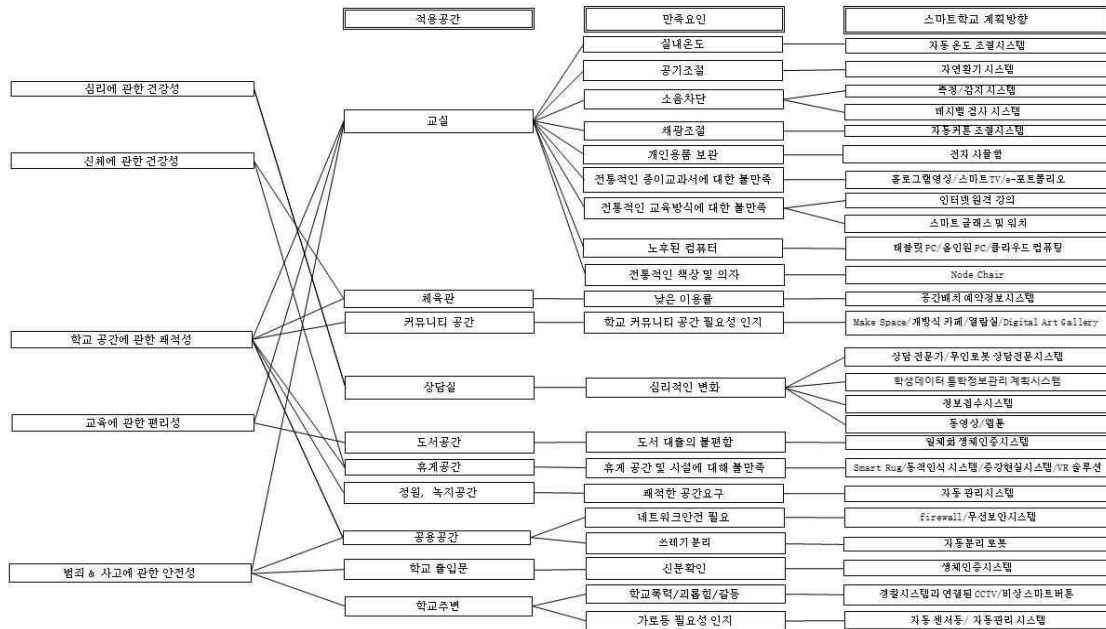 적용공간
만족요인
스마트학교 계획방향
심리에 관한 건강성
신체에 관한 건강성
학교 공간에 관한 쾌적성
교육에 관한 편리성
범죄 & 사고에 관한 안전성
교실
체육관
커뮤니티 공간
상담실
도서공간
휴게공간
정원, 녹지공간
공용공간
학교 출입문
학교주변
실내온도
공기조절
소음차단
채광조절
개인용품 보관
전통적인 종이교과서에 대한 불만족
전통적인 교육방식에 대한 불만족
노후된 컴퓨터
전통적인 책상 및 의자
낮은 이용률
학교 커뮤니티 공간 필요성 인지
심리적인 변화
도서 대출의 불편함
휴게 공간 및 시설에 대해 불만족
쾌적한 공간요구
네트워크안전 필요
쓰레기 분리
신분확인
학교폭력/괴롭힘/갈등
가로등 필요성 인지
자동 온도 조절시스템
자연환기 시스템
측정/감지 시스템
데시벨 검사 시스템
자동커튼 조절시스템
전자 사물함
홀로그램영상/스마트TV/e-포트폴리오
인터넷 원격 강의
스마트 글래스 및 워치
태블릿 PC/올인원 PC/클라우드 컴퓨팅
Node Chair
공간배치 예약정보시스템
Make Space/개방식 카페/열람실/Digital Art Gallery
상담 전문가/무인로봇 상담전문시스템
학생데이터 통학정보관리 계획시스템
정보접수시스템
동영상/웹툰
일체화 생체인증시스템
Smart Rug/동적인식 시스템/증강현실시스템/VR 솔루션
자동 관리시스템
firewall/무선보안시스템
자동분리 로봇
생체인증시스템
경찰시스템과 연결된 CCTV/비상 스마트버튼
자동 센서등/ 자동관리 시스템